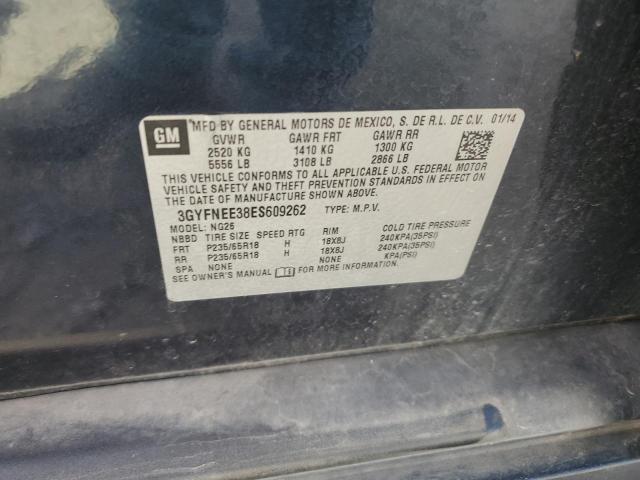 GM
MFD BY GENERAL MOTORS DE MEXICO, S. DE R.L. DE C.V. 01/14
GVWR GAWR FRT GAWR RR
2520 KG 1410 KG 1300 KG
5556 LB 3108 LB 2866 LB
THIS VEHICLE CONFORMS TO ALL APPLICABLE U.S. FEDERAL MOTOR
VEHICLE SAFETY AND THEFT PREVENTION STANDARDS IN EFFECT ON
THE DATE OF MANUFACTURE SHOWN ABOVE.
3GYFNEE38ES609262 TYPE: M.P.V.
MODEL: NG26
NBBD TIRE SIZE SPEED RTG RIM COLD TIRE PRESSURE
FRT P235/65R18 H 18X8J 240KPA(35PSI)
RR P235/65R18 H 18X8J 240KPA(35PSI)
SPA NONE NONE KPA(PSI)
SEE OWNER'S MANUAL FOR MORE INFORMATION.